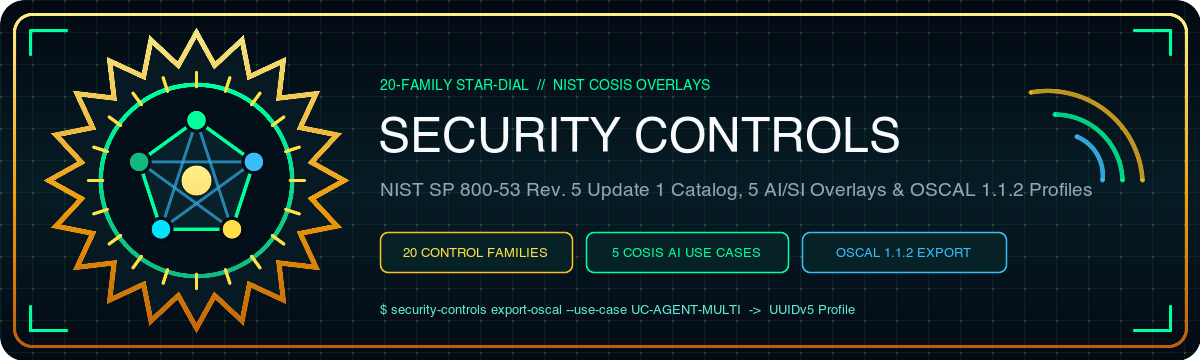 20-FAMILY STAR-DIAL // NIST COSIS OVERLAYS
SECURITY CONTROLS
NIST SP 800-53 Rev. 5 Update 1 Catalog, 5 AI/SI Overlays & OSCAL 1.1.2 Profiles
20 CONTROL FAMILIES
5 COSIS AI USE CASES
OSCAL 1.1.2 EXPORT
$ security-controls export-oscal --use-case UC-AGENT-MULTI -> UUIDv5 Profile